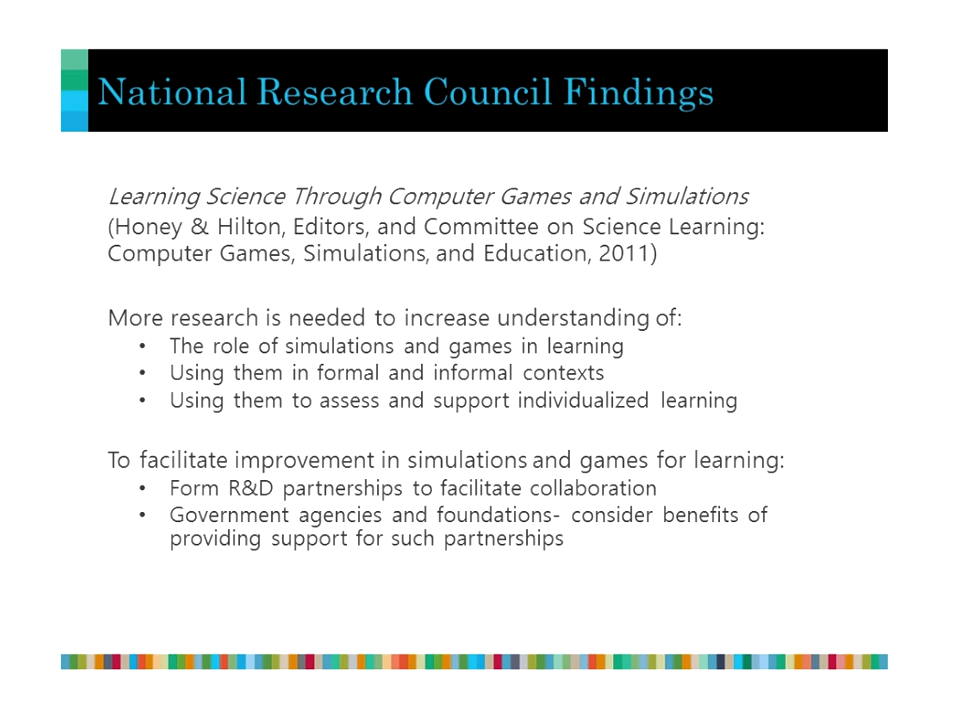 National Research Council Findings
Learning Science Through Computer Games and Simulations
(Honey & Hilton, Editors, and Committee on Science Learning:
Computer Games, Simulations, and Education, 2011)
More research is needed to increase understanding of:
• The role of simulations and games in learning
• Using them in formal and informal contexts
• Using them to assess and support individualized learning
To facilitate improvement in simulations and games for learning:
• Form R&D partnerships to facilitate collaboration
• Government agencies and foundations- consider benefits of
providing support for such partnerships